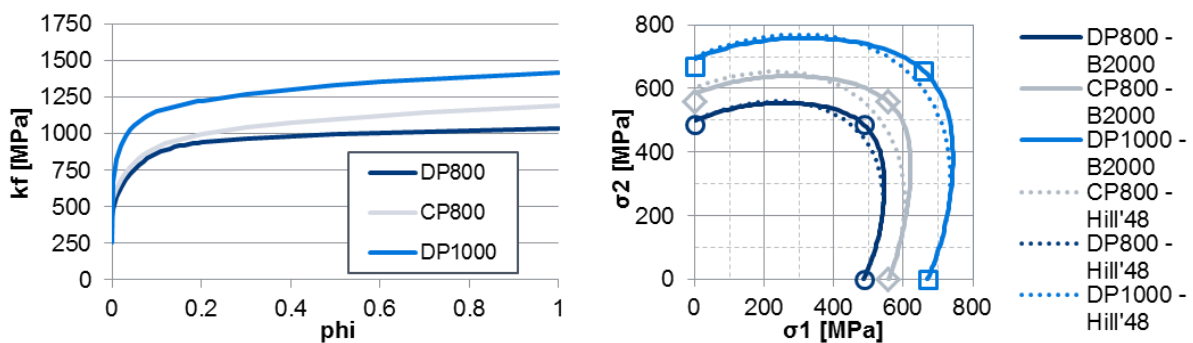 1750
1500
1250
1000
750
500
250
0
kf [MPa]
0
0.2
0.4
0.6
0.8
1
phi
DP800
CP800
DP1000
800
600
400
200
0
σ2 [MPa]
0
200
400
600
800
σ1 [MPa]
DP800 -
B2000
CP800 -
B2000
DP1000 -
B2000
CP800 -
Hill'48
DP800 -
Hill'48
DP1000 -
Hill'48